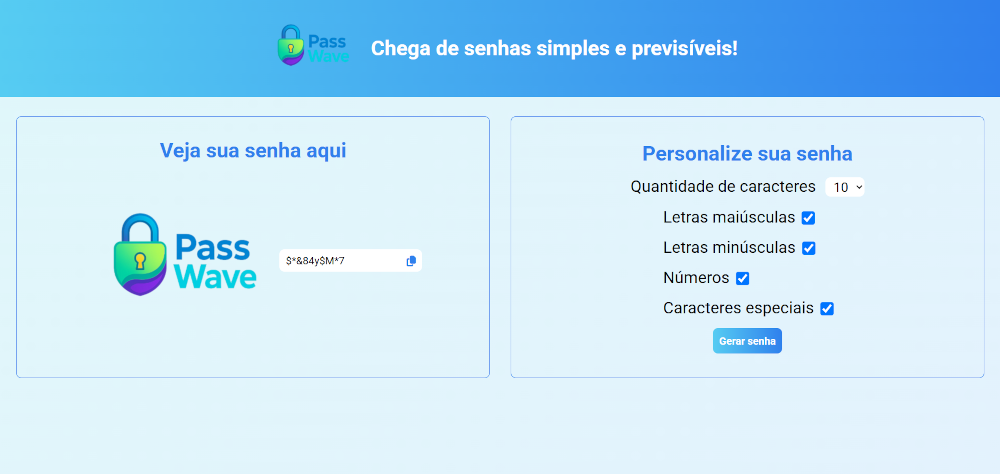 Pass
Wave
Chega de senhas simples e previsíveis!
Veja sua senha aqui
Pass
Wave
$*&84y$M*7
Personalize sua senha
Quantidade de caracteres 10
Letras maiúsculas
Letras minúsculas
Números
Caracteres especiais
Gerar senha